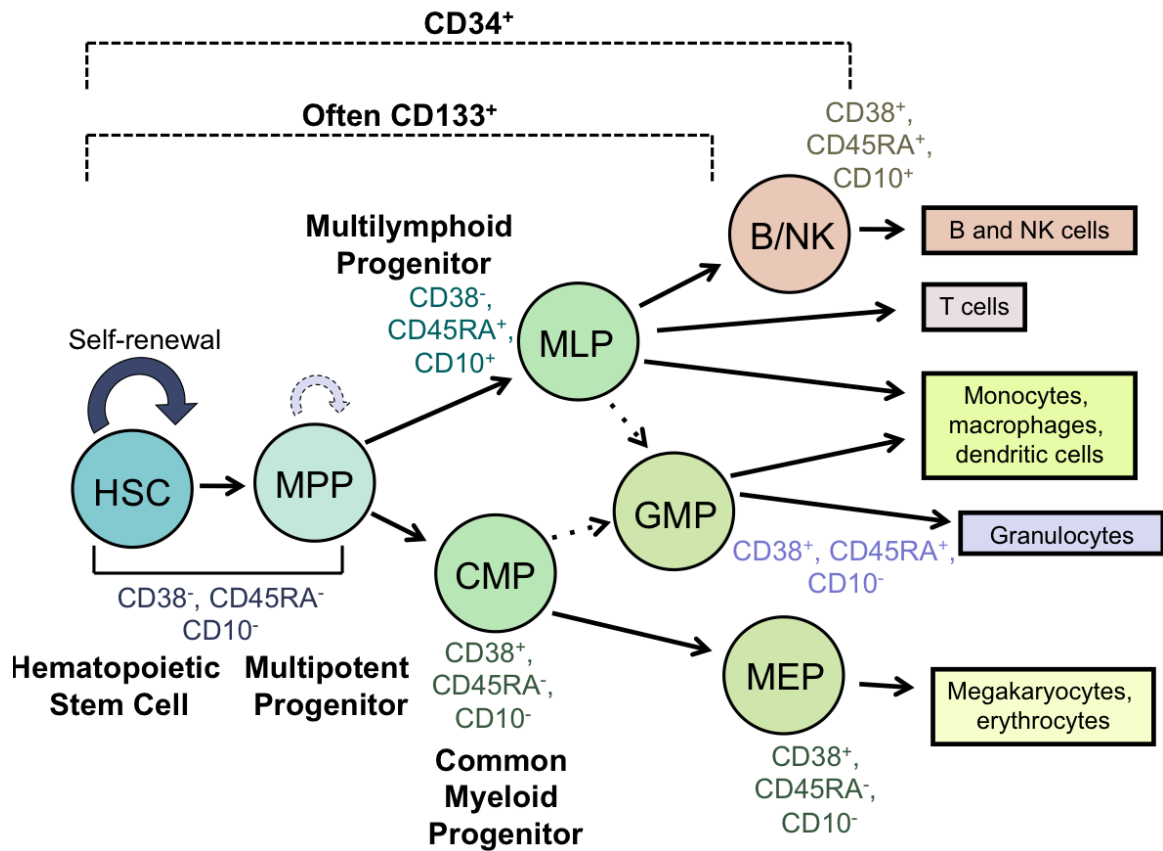 CD34⁺
Often CD133⁺
CD38⁺,
CD45RA⁺,
CD10⁺
B/NK
B and NK cells
Multilymphoid
Progenitor
CD38⁻,
CD45RA⁺,
CD10⁺
MLP
T cells
Self-renewal
Monocytes,
macrophages,
dendritic cells
HSC
MPP
GMP
Granulocytes
CD38⁺, CD45RA⁺,
CD10⁻
CD38⁻, CD45RA⁻
CD10⁻
Hematopoietic
Stem Cell
Multipotent
Progenitor
CMP
CD38⁺,
CD45RA⁻,
CD10⁻
Common
Myeloid
Progenitor
MEP
CD38⁺,
CD45RA⁻,
CD10⁻
Megakaryocytes,
erythrocytes